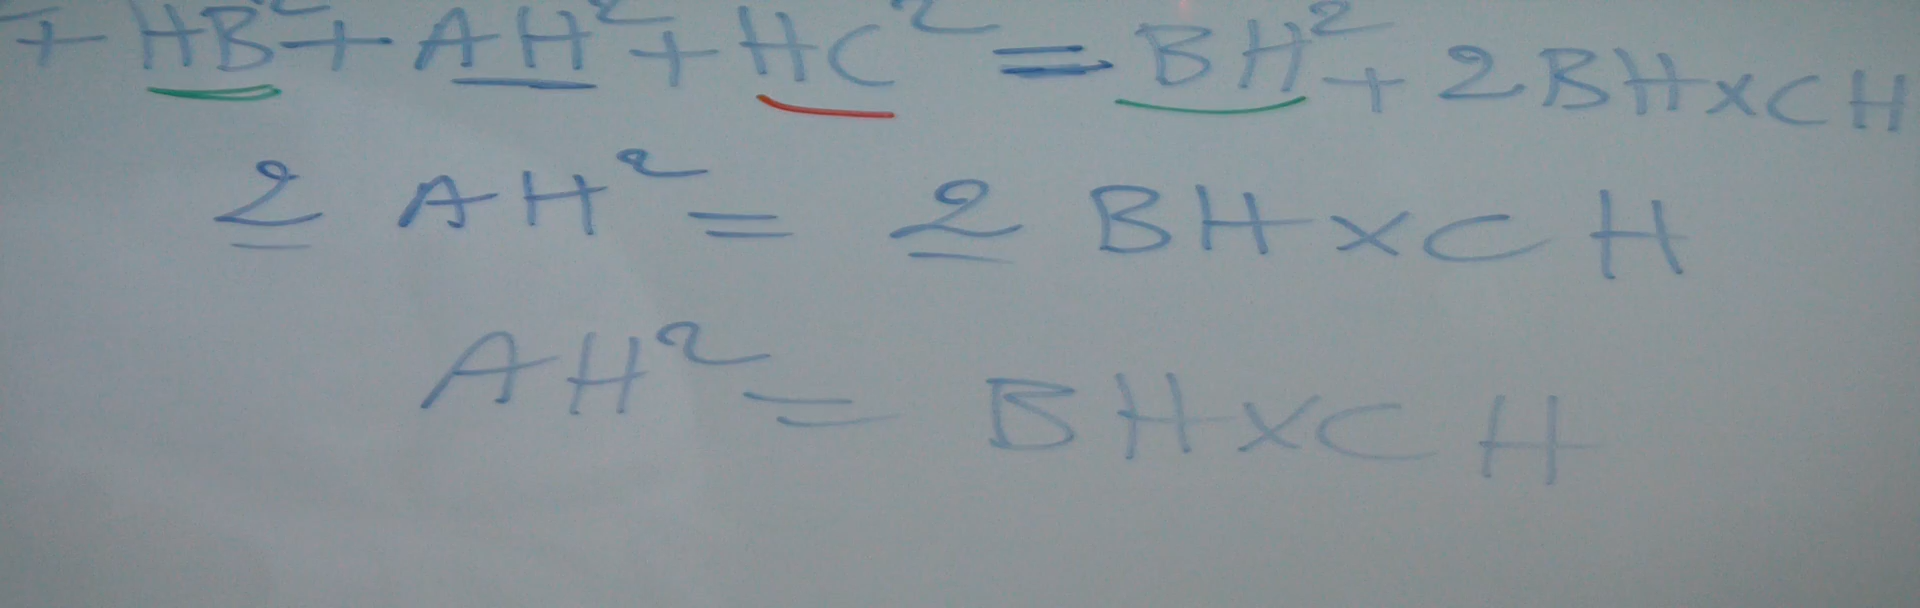 + HB² + AH² + HC² = BH² + 2BH×CH
2 AH² = 2 BH×CH
AH² = BH×CH